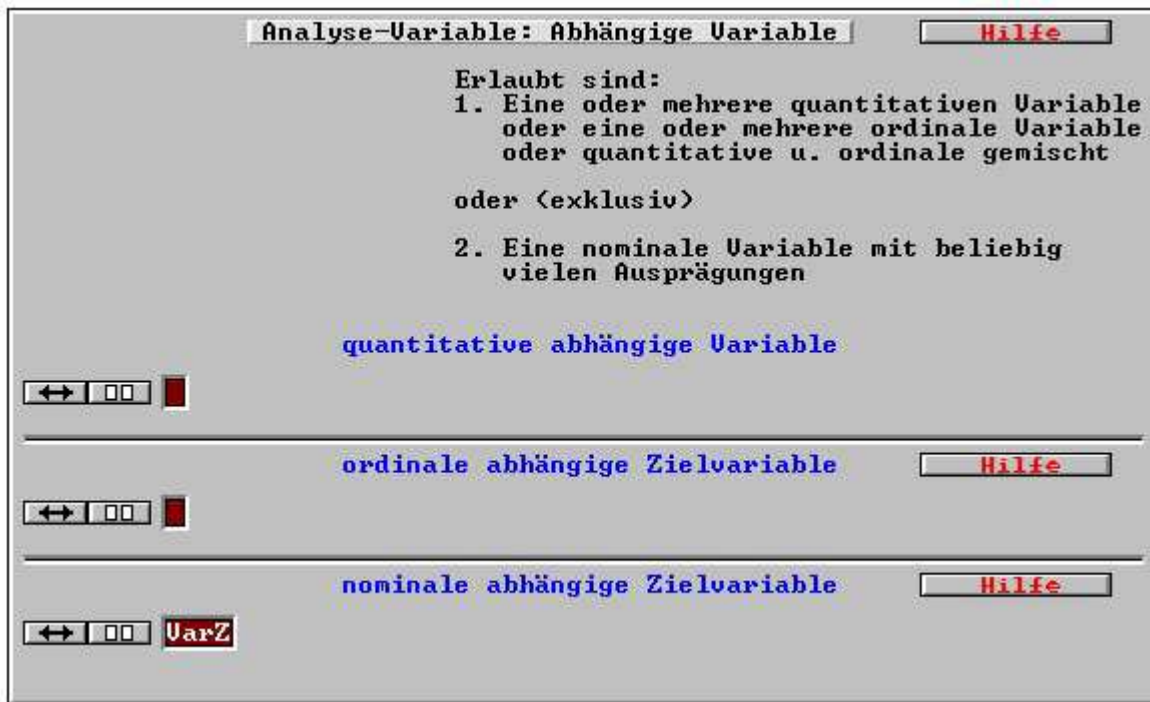 Analyse-Variable: Abhängige Variable Hilfe
Erlaubt sind:
1. Eine oder mehrere quantitativen Variable
oder eine oder mehrere ordinale Variable
oder quantitative u. ordinale gemischt
oder (exklusiv)
2. Eine nominale Variable mit beliebig
vielen Ausprägungen
quantitative abhängige Variable
ordinale abhängige Zielvariable Hilfe
nominale abhängige Zielvariable Hilfe
VarZ